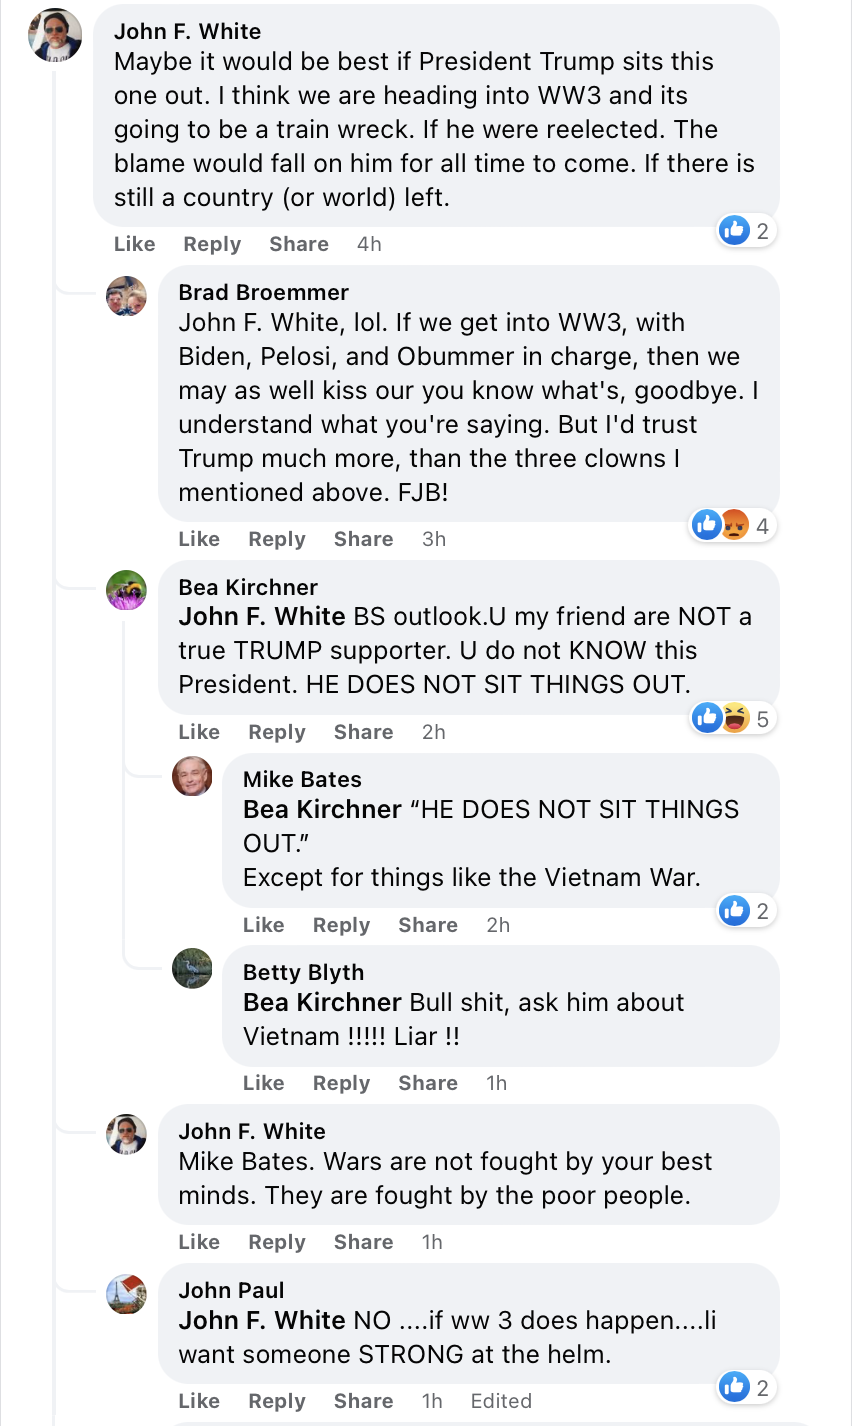 John F. White
Maybe it would be best if President Trump sits this
one out. I think we are heading into WW3 and its
going to be a train wreck. If he were reelected. The
blame would fall on him for all time to come. If there is
still a country (or world) left.
2
Like Reply Share 4h
Brad Broemmer
John F. White, lol. If we get into WW3, with
Biden, Pelosi, and Obummer in charge, then we
may as well kiss our you know what's, goodbye. I
understand what you're saying. But I'd trust
Trump much more, than the three clowns I
mentioned above. FJB!
4
Like Reply Share 3h
Bea Kirchner
John F. White BS outlook.U my friend are NOT a
true TRUMP supporter. U do not KNOW this
President. HE DOES NOT SIT THINGS OUT.
5
Like Reply Share 2h
Mike Bates
Bea Kirchner “HE DOES NOT SIT THINGS
OUT.”
Except for things like the Vietnam War.
2
Like Reply Share 2h
Betty Blyth
Bea Kirchner Bull shit, ask him about
Vietnam !!!!! Liar !!
Like Reply Share 1h
John F. White
Mike Bates. Wars are not fought by your best
minds. They are fought by the poor people.
Like Reply Share 1h
John Paul
John F. White NO ....if ww 3 does happen....li
want someone STRONG at the helm.
2
Like Reply Share 1h Edited